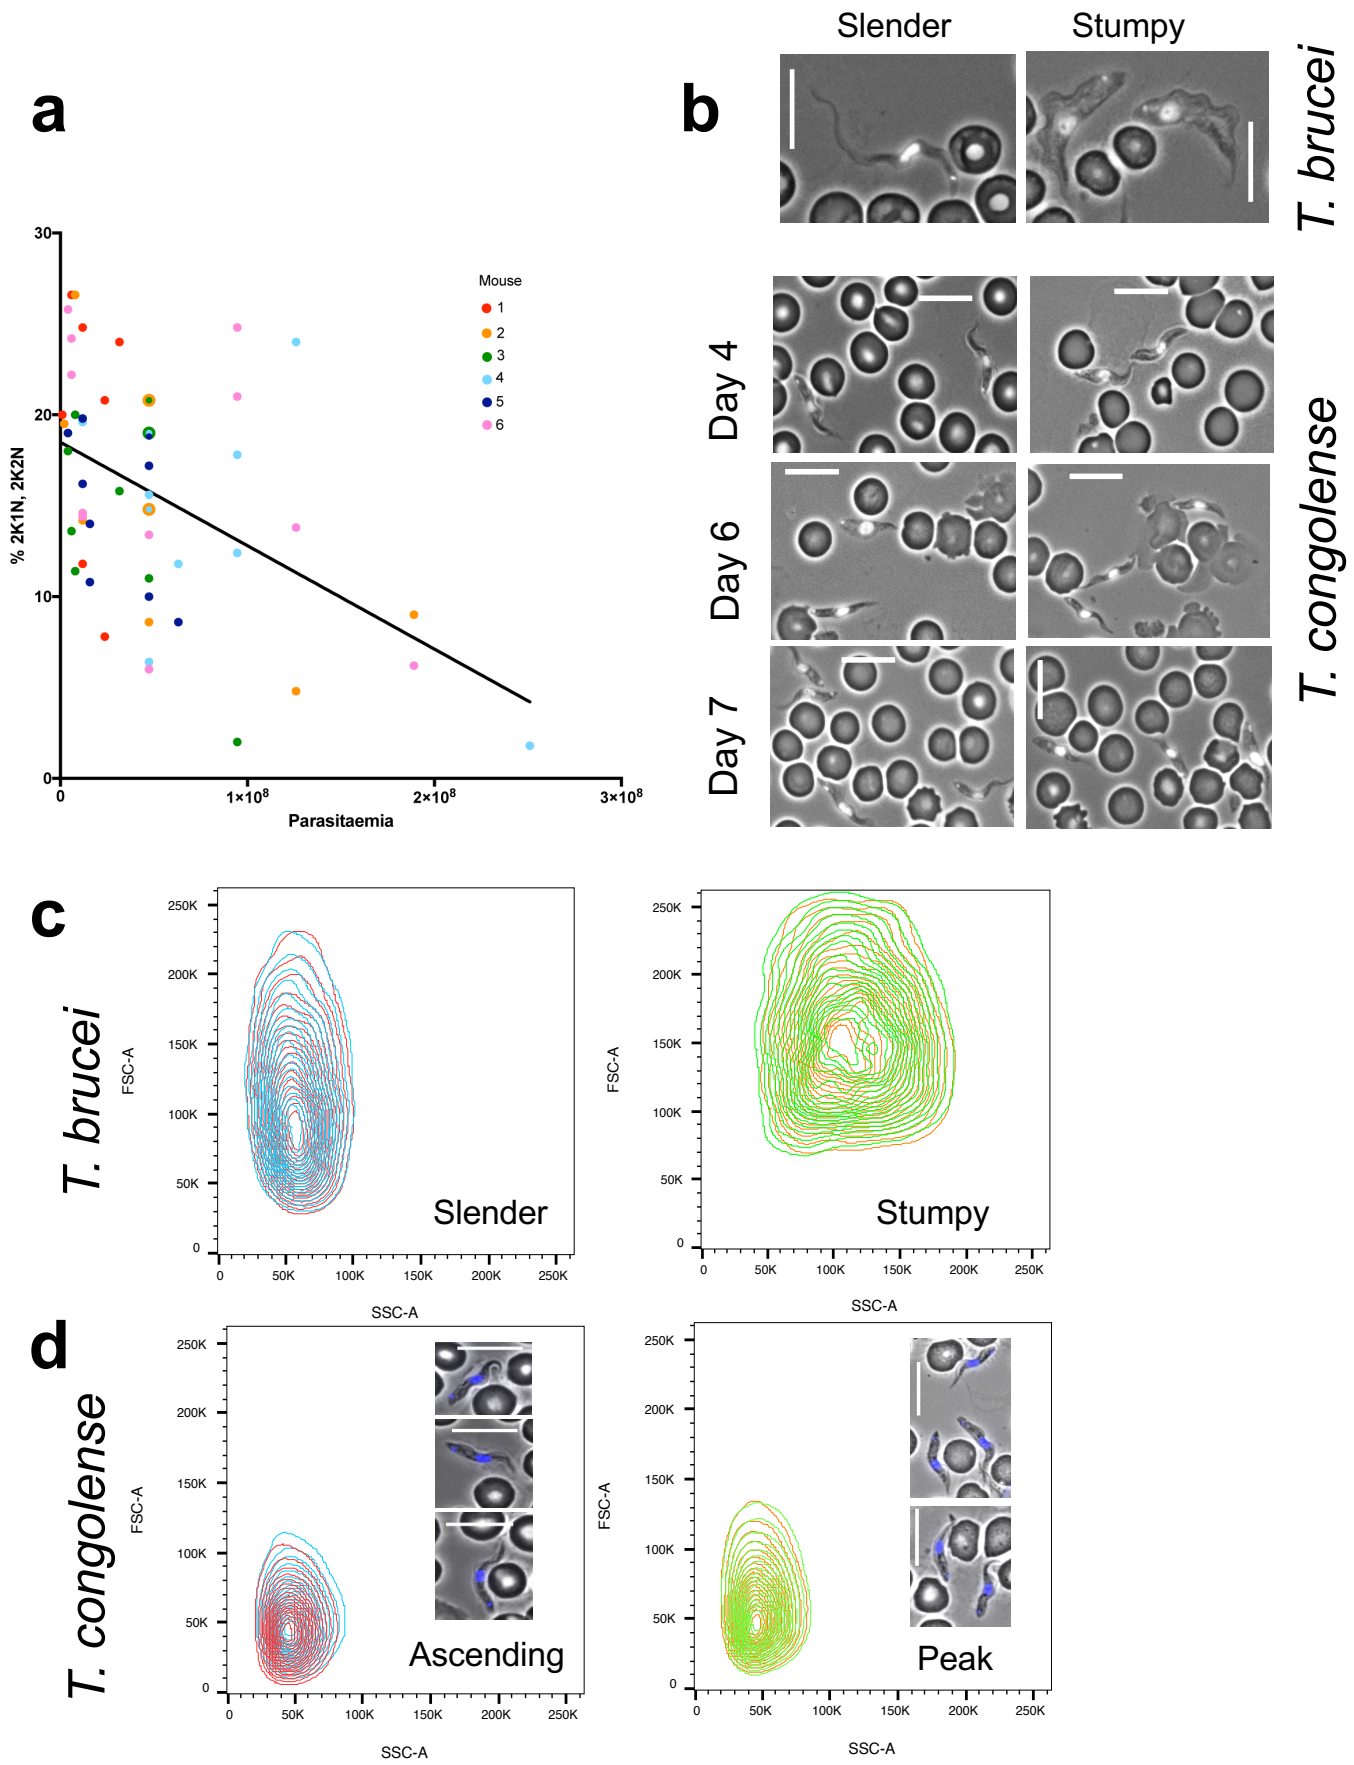 a
30
20
10
0
% 2K1N, 2K2N
0
1×10⁸
2×10⁸
3×10⁸
Parasitaemia
Mouse
1
2
3
4
5
6
b
Slender
Stumpy
T. brucei
Day 4
Day 6
Day 7
T. congolense
c
T. brucei
FSC-A
250K
200K
150K
100K
50K
0
0
50K
100K
150K
200K
250K
SSC-A
Slender
FSC-A
250K
200K
150K
100K
50K
0
0
50K
100K
150K
200K
250K
SSC-A
Stumpy
d
T. congolense
FSC-A
250K
200K
150K
100K
50K
0
0
50K
100K
150K
200K
250K
SSC-A
Ascending
FSC-A
250K
200K
150K
100K
50K
0
0
50K
100K
150K
200K
250K
SSC-A
Peak